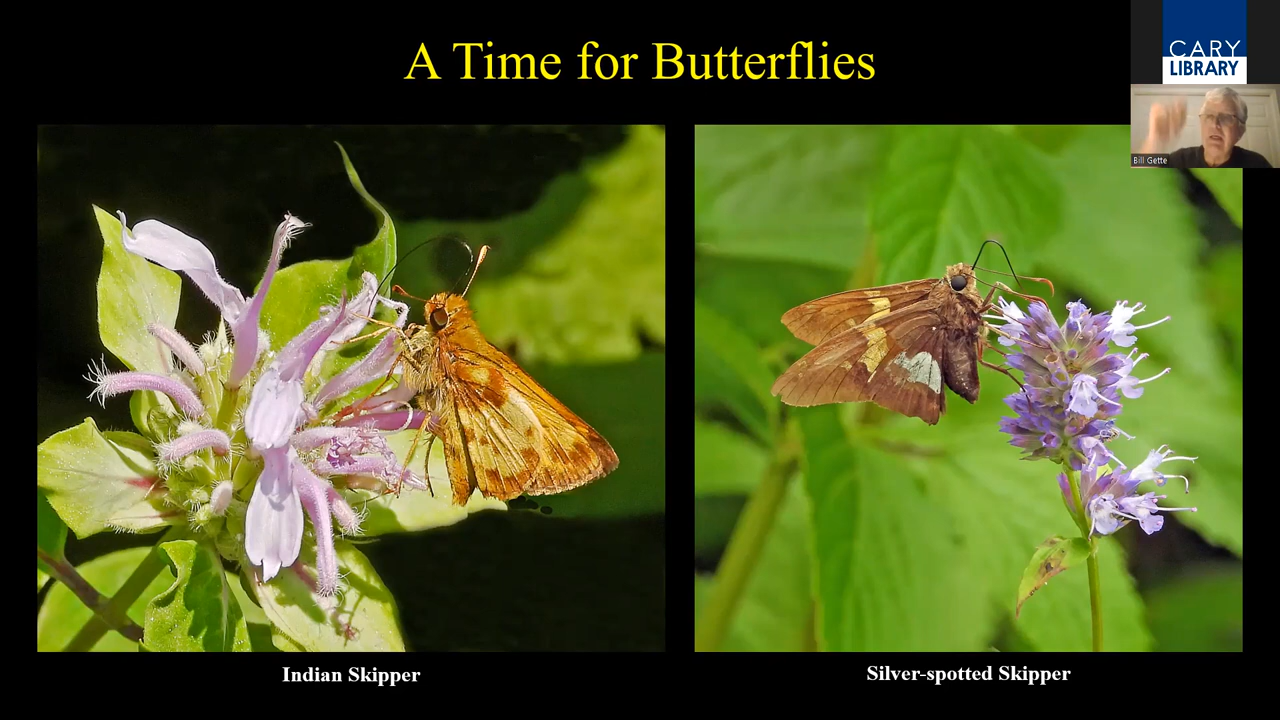 A Time for Butterflies
CARY
LIBRARY
Bill Gette
Indian Skipper
Silver-spotted Skipper